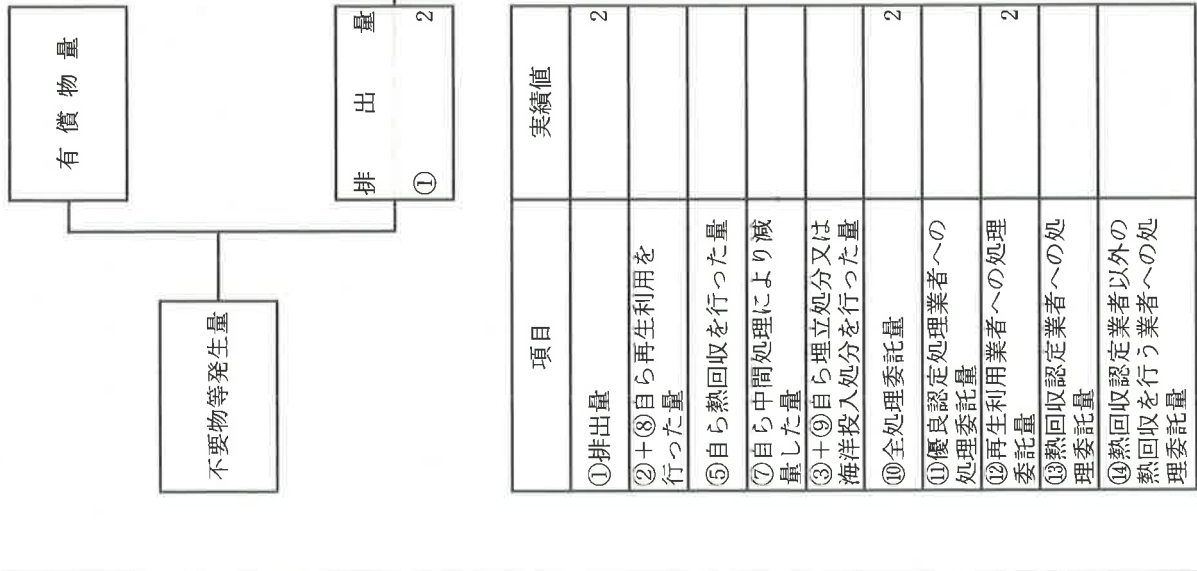 有償物量
不要物等発生量
排出量
① 2
項目 実績値
①排出量 2
②+⑧自ら再生利用を
行った量
⑤自ら熱回収を行った量
⑦自ら中間処理により減
量した量
③+⑨自ら埋立処分又は
海洋投入処分を行った量
⑩全処理委託量 2
⑪優良認定処理業者への
処理委託量
⑫再生利用業者への処理
委託量 2
⑬熱回収認定業者への処
理委託量
⑭熱回収認定業者以外の
熱回収を行う業者への処
理委託量